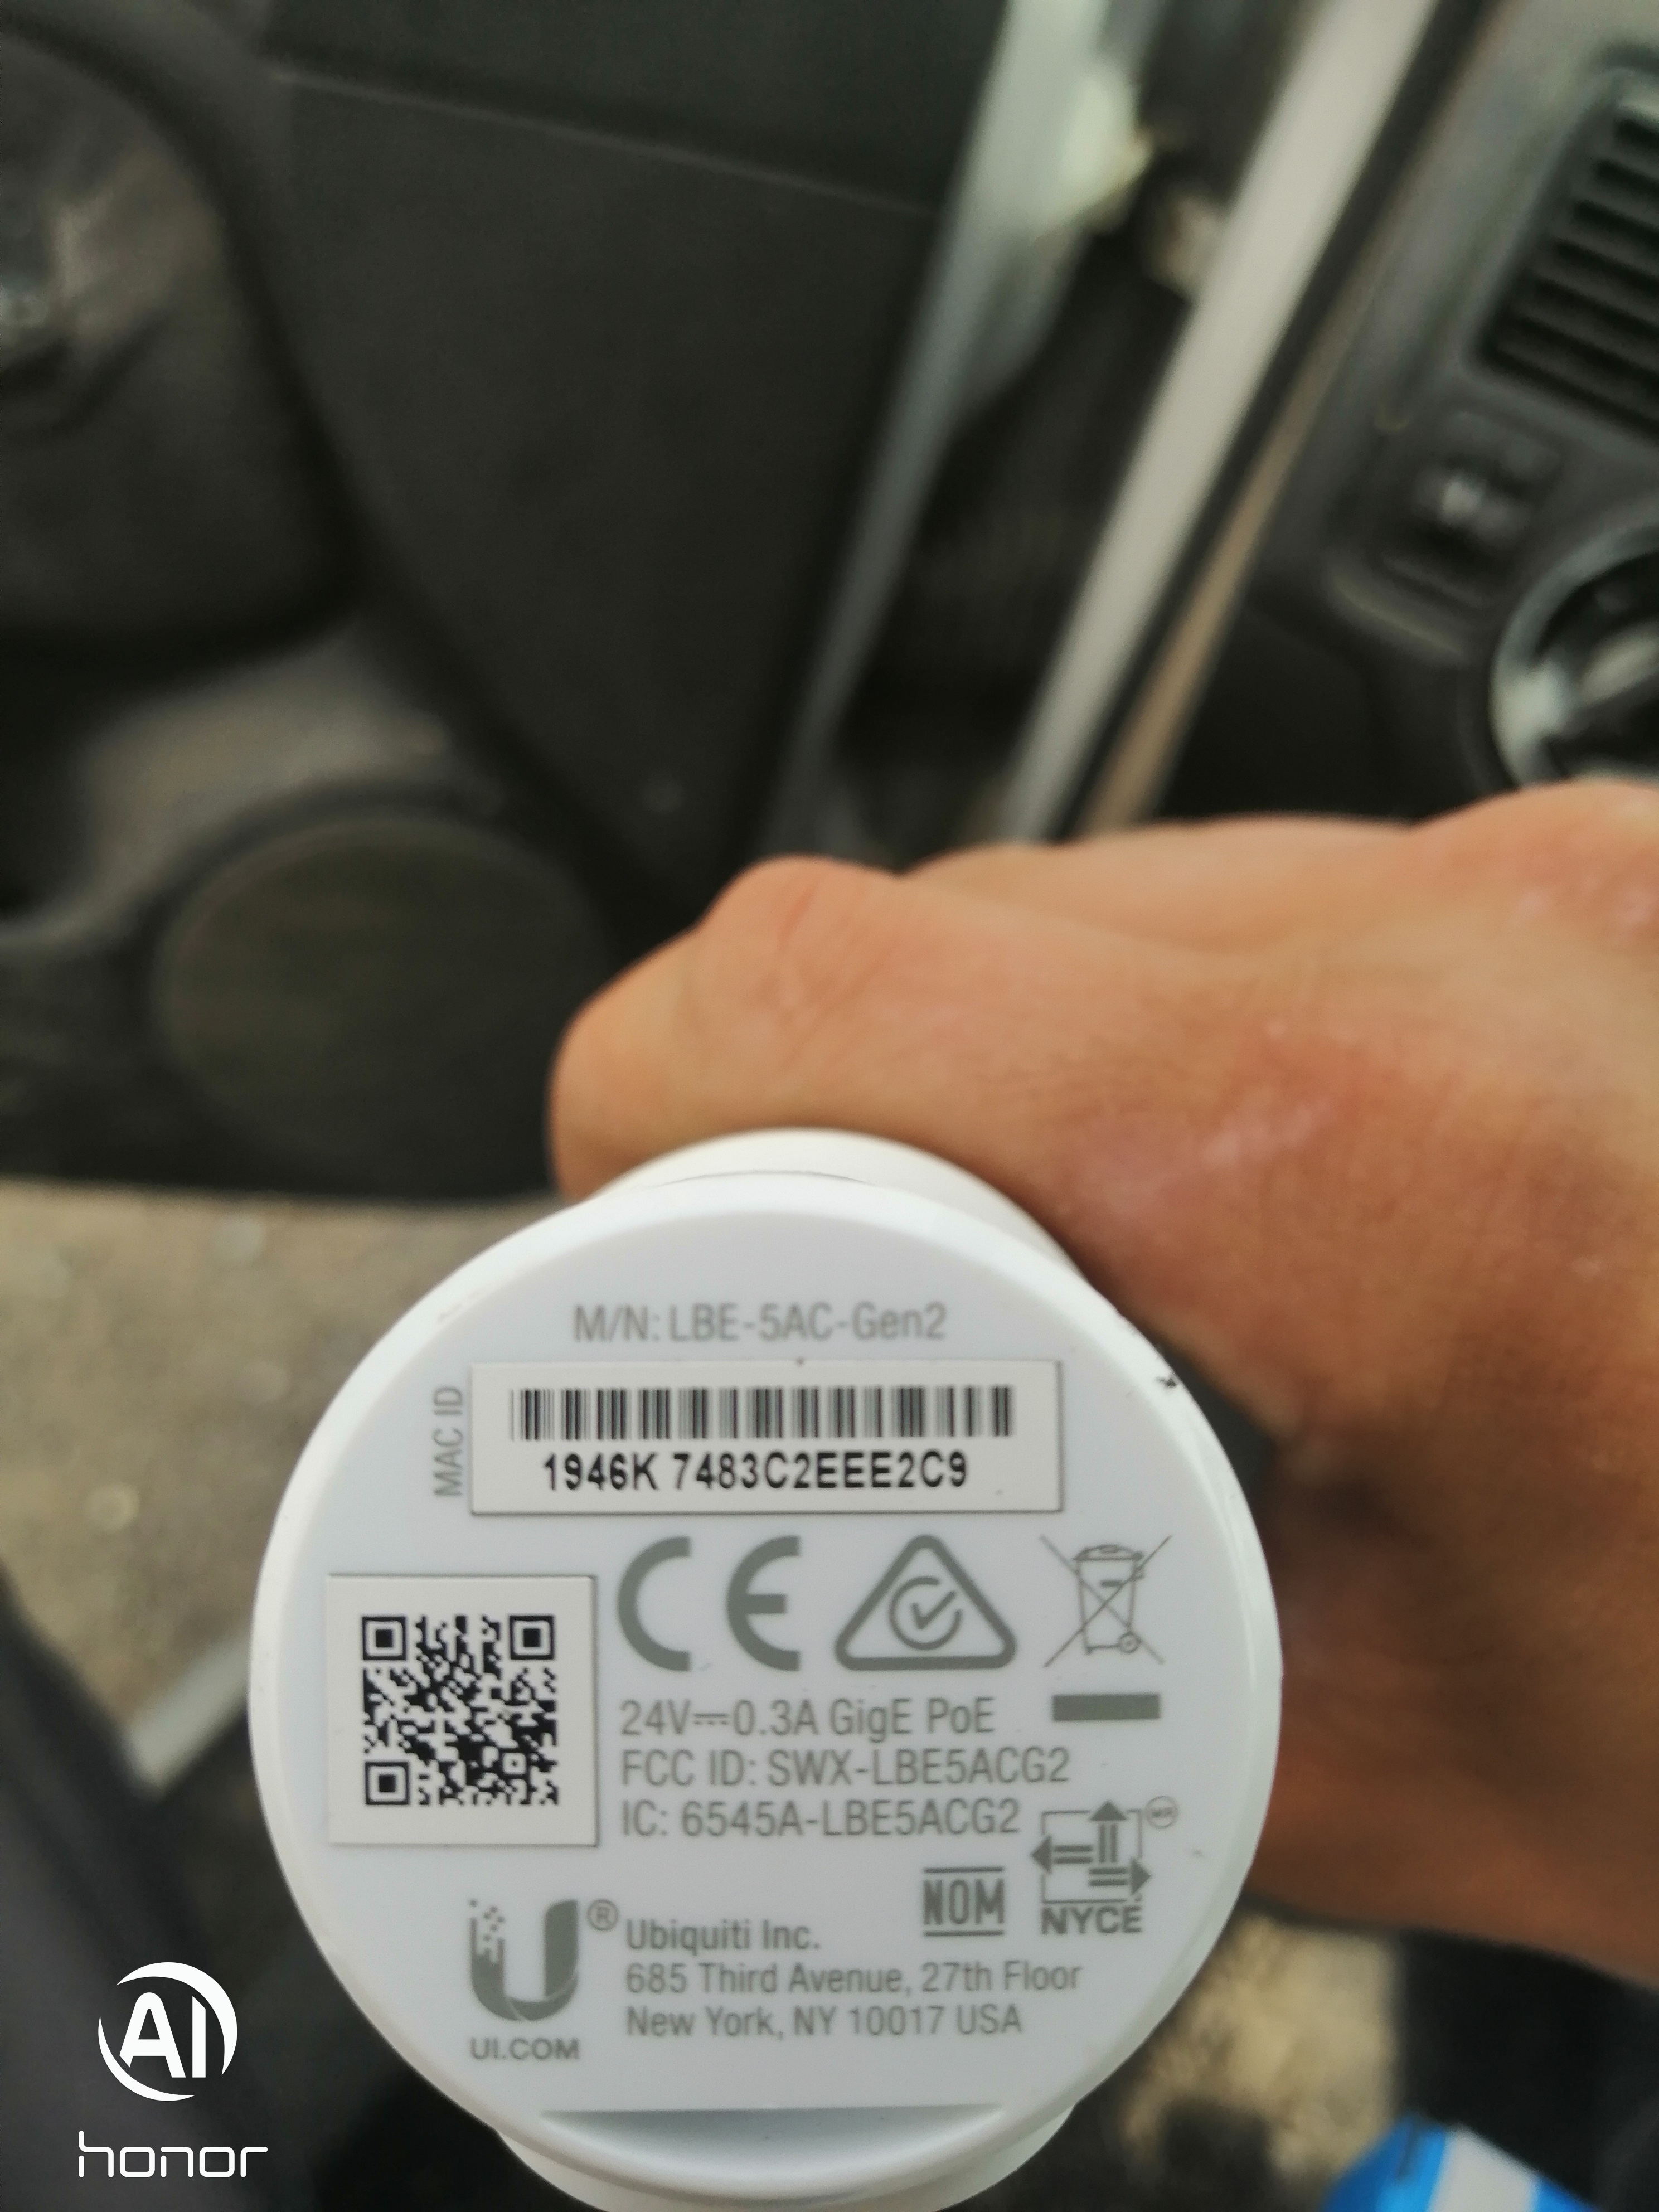 M/N: LBE-5AC-Gen2
MAC ID
1946K 7483C2EEE2C9
CE
24V⎓0.3A GigE PoE
FCC ID: SWX-LBE5ACG2
IC: 6545A-LBE5ACG2
NOM
NYCE
U®
UI.COM
Ubiquiti Inc.
685 Third Avenue, 27th Floor
New York, NY 10017 USA
AI
honor